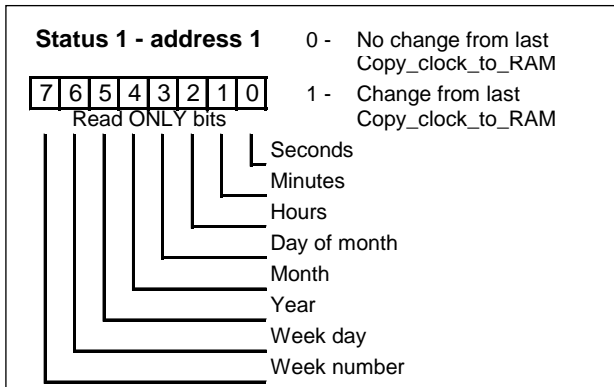 Status 1 - address 1
0 - No change from last
Copy_clock_to_RAM
7 6 5 4 3 2 1 0
1 - Change from last
Read ONLY bits
Copy_clock_to_RAM
Seconds
Minutes
Hours
Day of month
Month
Year
Week day
Week number